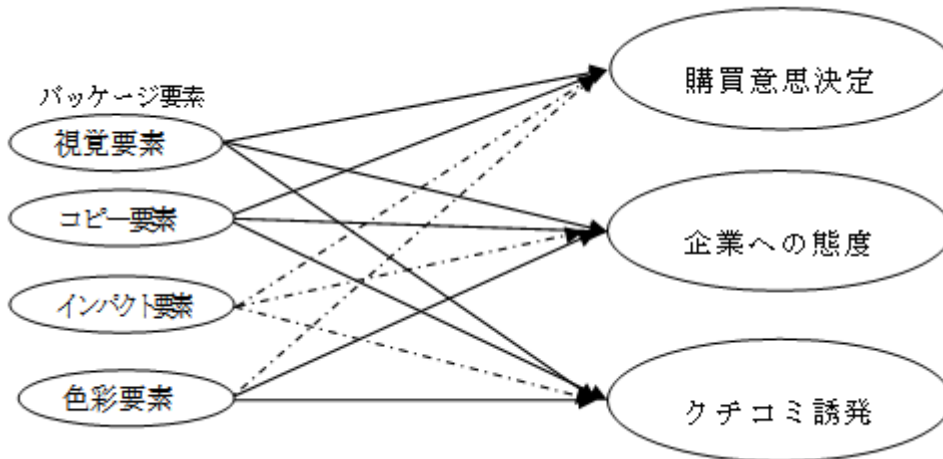 パッケージ要素
視覚要素
コピー要素
インパクト要素
色彩要素
購買意思決定
企業への態度
クチコミ誘発